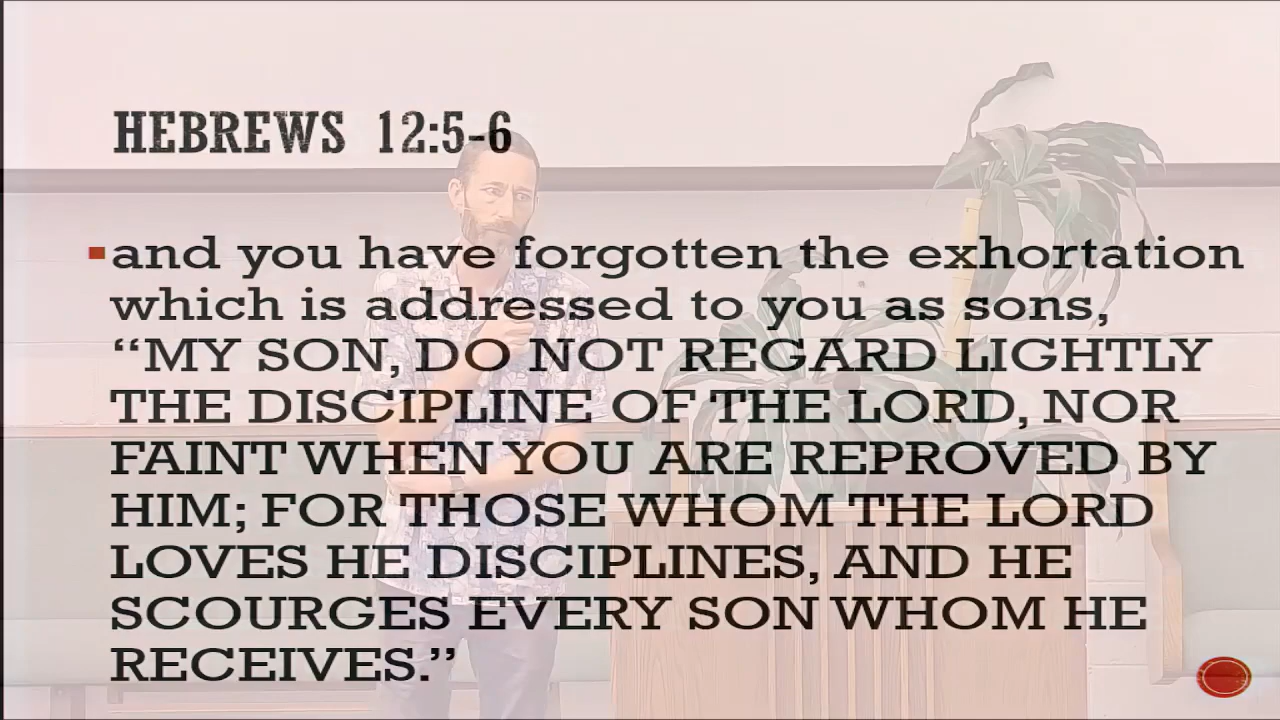 HEBREWS 12:5-6
and you have forgotten the exhortation
which is addressed to you as sons,
“MY SON, DO NOT REGARD LIGHTLY
THE DISCIPLINE OF THE LORD, NOR
FAINT WHEN YOU ARE REPROVED BY
HIM; FOR THOSE WHOM THE LORD
LOVES HE DISCIPLINES, AND HE
SCOURGES EVERY SON WHOM HE
RECEIVES.”